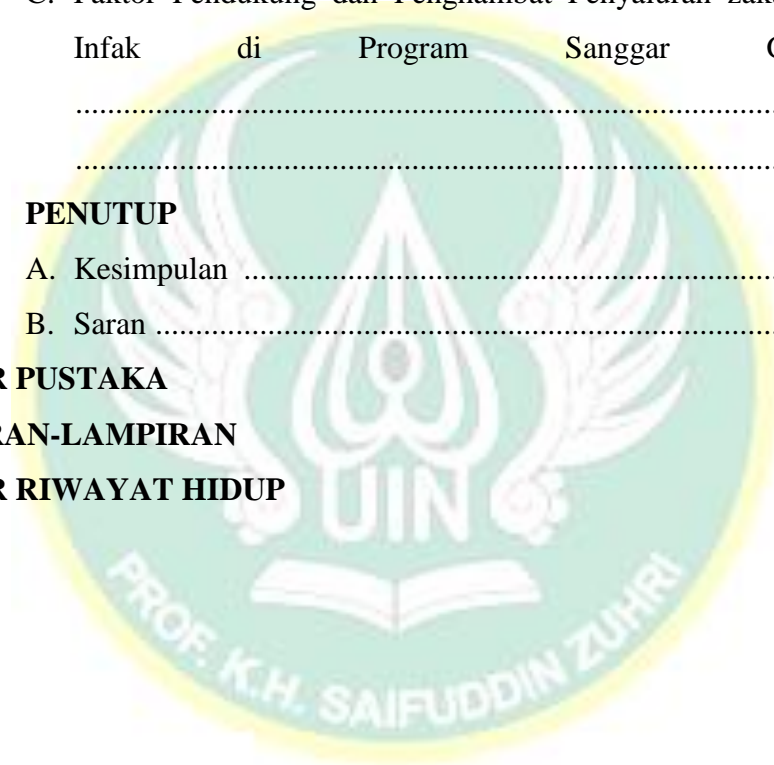 C. Faktor Pendukung dan Penghambat Penyaluran
Infak di Program Sanggar
................................................................................
................................................................................
PENUTUP
A. Kesimpulan ................................................................
B. Saran ................................................................
R PUSTAKA
RAN-LAMPIRAN
R RIWAYAT HIDUP
UIN
PROF. K.H. SAIFUDDIN ZUHRI